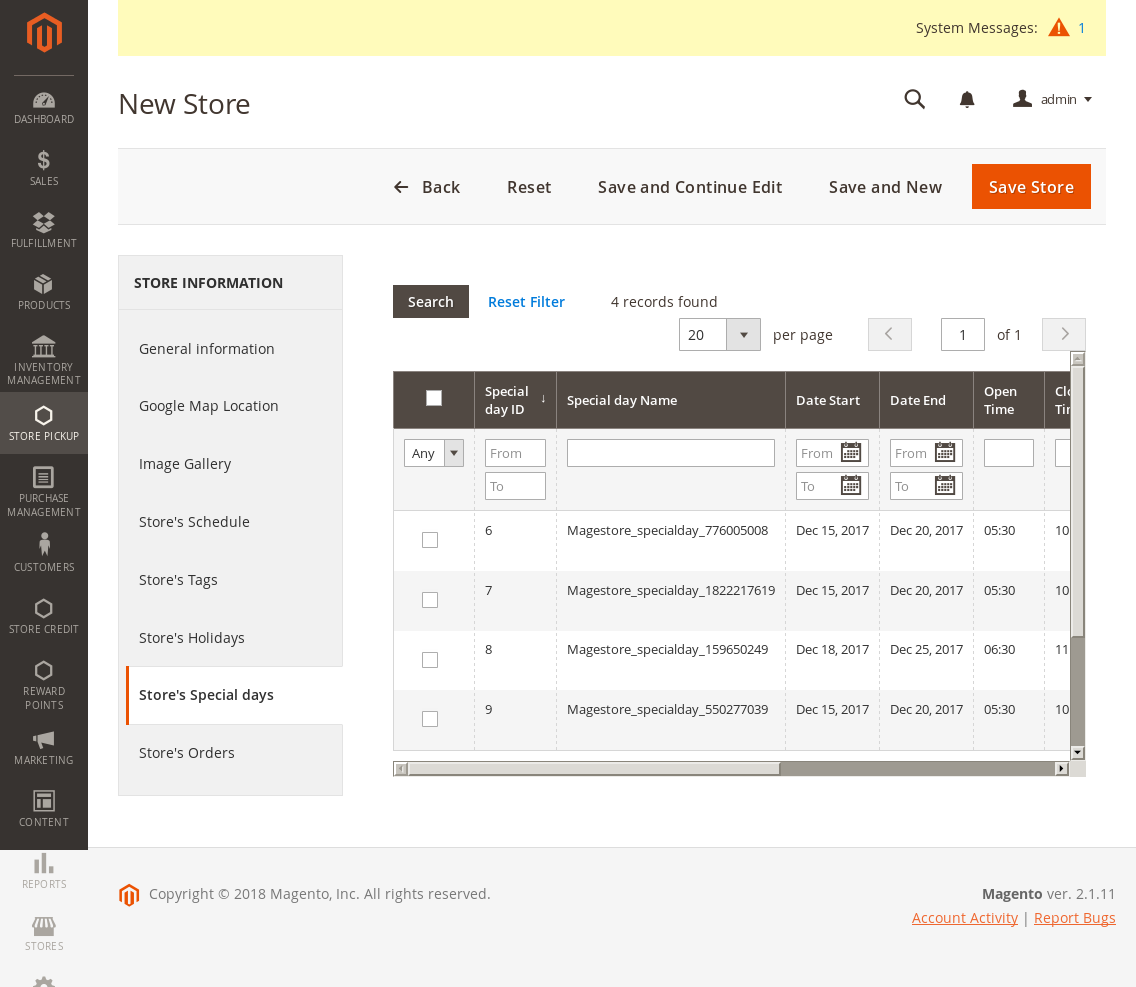 System Messages: 1
New Store
admin
DASHBOARD
SALES
FULFILLMENT
PRODUCTS
INVENTORY
MANAGEMENT
STORE PICKUP
PURCHASE
MANAGEMENT
CUSTOMERS
STORE CREDIT
REWARD
POINTS
MARKETING
CONTENT
REPORTS
STORES
Back Reset Save and Continue Edit Save and New Save Store
STORE INFORMATION
General information
Google Map Location
Image Gallery
Store's Schedule
Store's Tags
Store's Holidays
Store's Special days
Store's Orders
Search Reset Filter 4 records found
20 per page 1 of 1
Special day ID ↓ Special day Name Date Start Date End Open Time
Any From From From
To To To
6 Magestore_specialday_776005008 Dec 15, 2017 Dec 20, 2017 05:30 10
7 Magestore_specialday_1822217619 Dec 15, 2017 Dec 20, 2017 05:30 10
8 Magestore_specialday_159650249 Dec 18, 2017 Dec 25, 2017 06:30 11
9 Magestore_specialday_550277039 Dec 15, 2017 Dec 20, 2017 05:30 10
Copyright © 2018 Magento, Inc. All rights reserved.
Magento ver. 2.1.11
Account Activity | Report Bugs